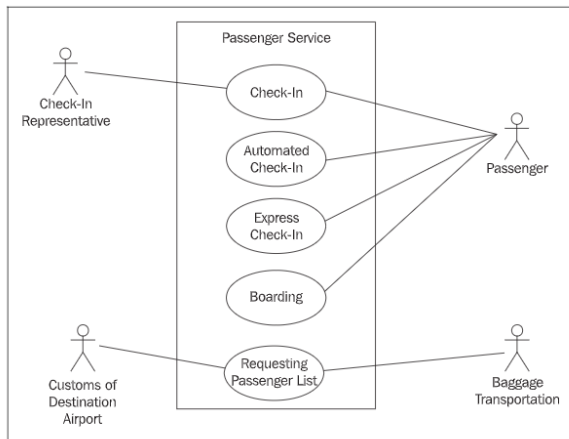 Passenger Service
Check-In
Representative
Check-In
Automated
Check-In
Passenger
Express
Check-In
Boarding
Customs of
Destination
Airport
Requesting
Passenger List
Baggage
Transportation